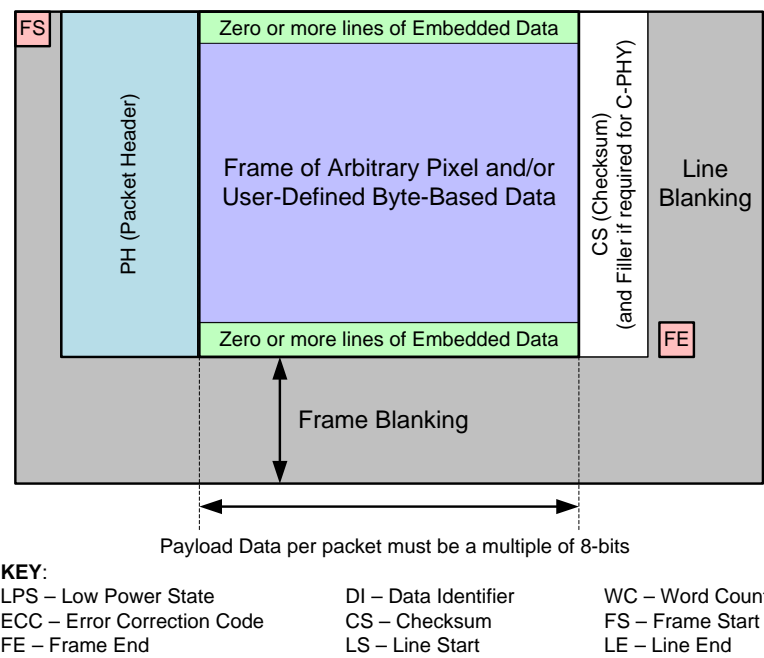 FS
Zero or more lines of Embedded Data
PH (Packet Header)
Frame of Arbitrary Pixel and/or
User-Defined Byte-Based Data
CS (Checksum)
(and Filler if required for C-PHY)
Line
Blanking
Zero or more lines of Embedded Data
FE
Frame Blanking
Payload Data per packet must be a multiple of 8-bits
KEY:
LPS – Low Power State DI – Data Identifier WC – Word Count
ECC – Error Correction Code CS – Checksum FS – Frame Start
FE – Frame End LS – Line Start LE – Line End